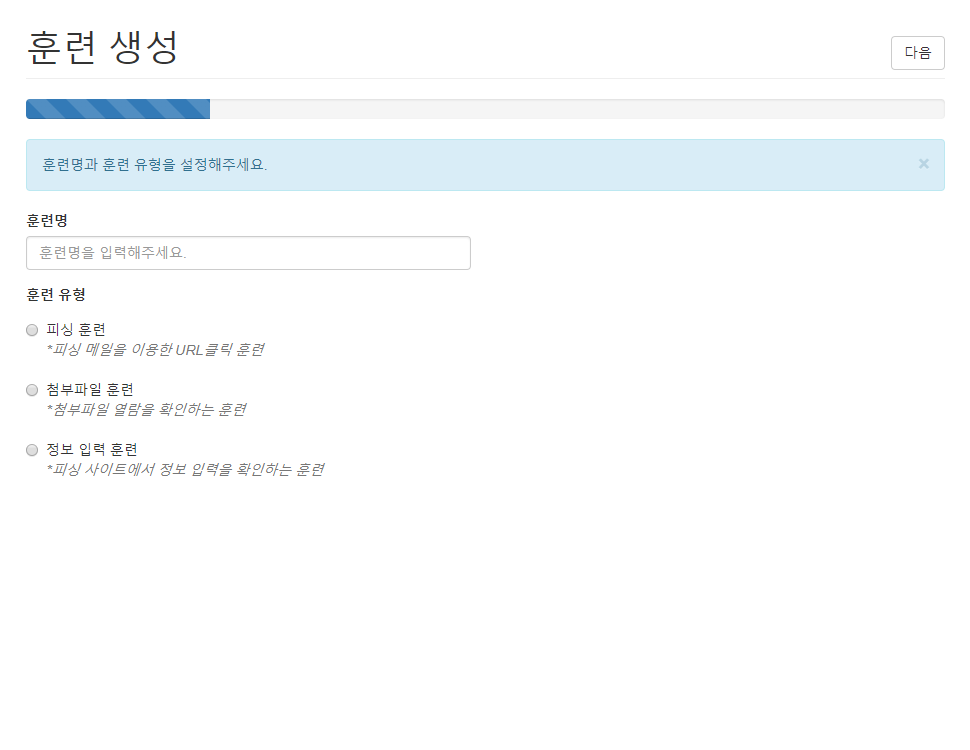 훈련 생성
다음
훈련명과 훈련 유형을 설정해주세요.
×
훈련명
훈련명을 입력해주세요.
훈련 유형
피싱 훈련
*피싱 메일을 이용한 URL클릭 훈련
첨부파일 훈련
*첨부파일 열람을 확인하는 훈련
정보 입력 훈련
*피싱 사이트에서 정보 입력을 확인하는 훈련